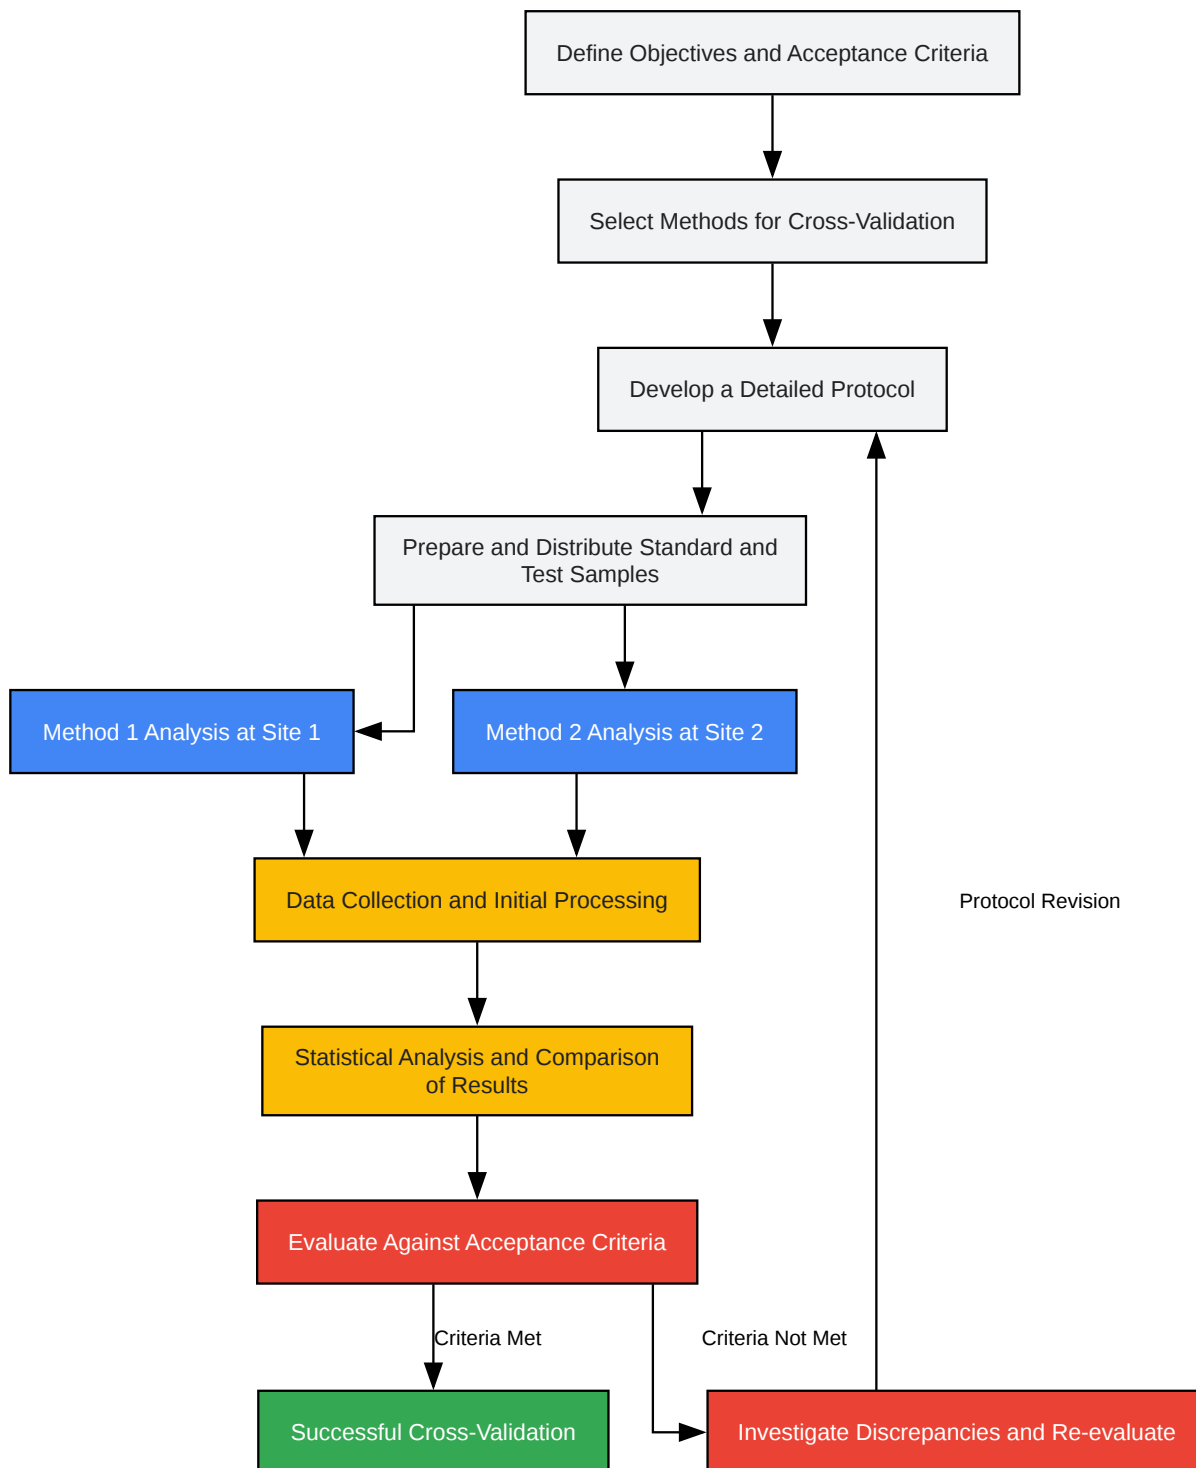 Define Objectives and Acceptance Criteria
Select Methods for Cross-Validation
Develop a Detailed Protocol
Prepare and Distribute Standard and
Test Samples
Method 1 Analysis at Site 1
Method 2 Analysis at Site 2
Data Collection and Initial Processing
Protocol Revision
Statistical Analysis and Comparison
of Results
Evaluate Against Acceptance Criteria
Criteria Met
Criteria Not Met
Successful Cross-Validation
Investigate Discrepancies and Re-evaluate